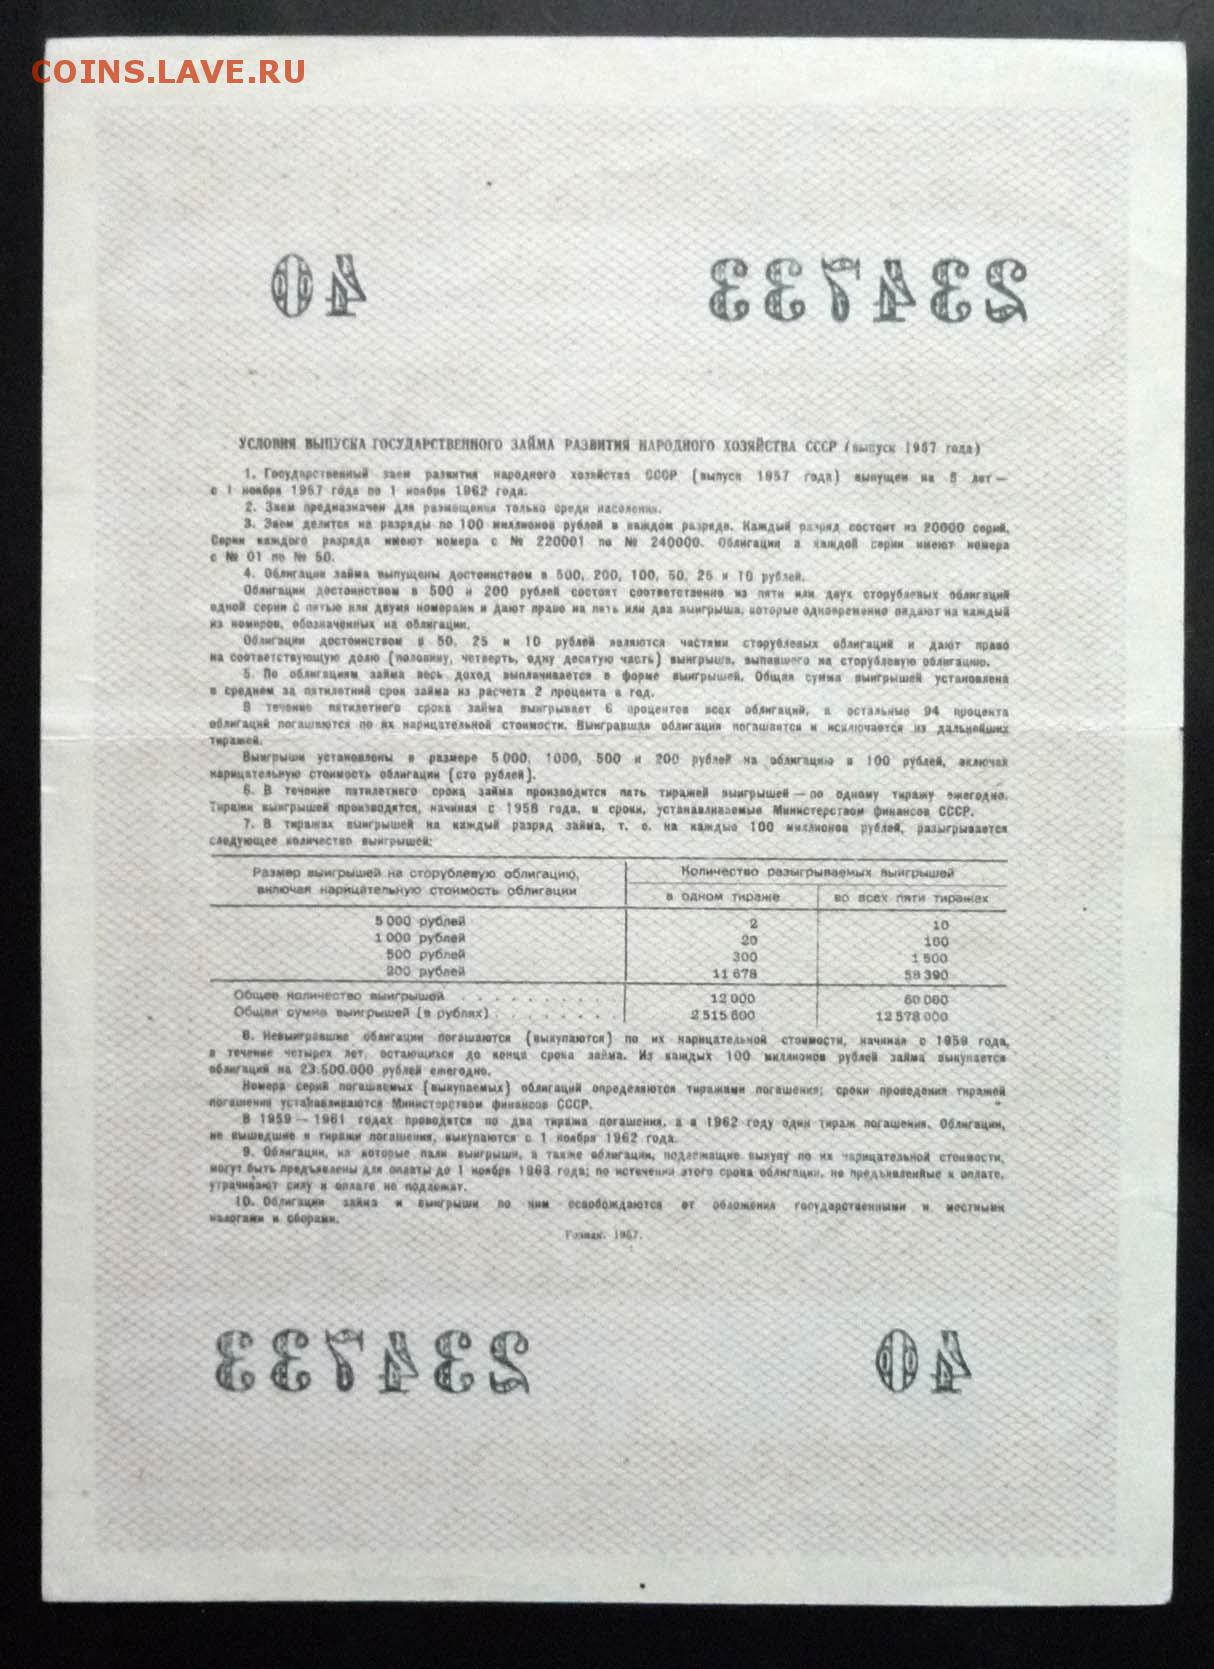 COINS.LAVE.RU
40 234733
УСЛОВИЯ ВЫПУСКА ГОСУДАРСТВЕННОГО ЗАЙМА РАЗВИТИЯ НАРОДНОГО ХОЗЯЙСТВА СССР (выпуск 1957 года)
1. Государственный заем развития народного хозяйства СССР (выпуск 1957 года) выпущен на 5 лет —
с 1 ноября 1957 года по 1 ноября 1962 года.
2. Заем предназначен для размещения только среди населения.
3. Заем делится на разряды по 100 миллионов рублей в каждом разряде. Каждый разряд состоит из 20000 серий.
Серии каждого разряда имеют номера с № 220001 по № 240000. Облигации в каждой серии имеют номера
с № 01 по № 50.
4. Облигации займа выпущены достоинством в 500, 200, 100, 50, 25 и 10 рублей.
Облигации достоинством в 500 и 200 рублей состоят соответственно из пяти или двух сторублевых облигаций
одной серии с пятью или двумя номерами и дают право на пять или два выигрыша, которые одновременно падают на каждый
из номеров, обозначенных на облигации.
Облигации достоинством в 50, 25 и 10 рублей являются частями сторублевых облигаций и дают право
на соответствующую долю (половину, четверть, одну десятую часть) выигрыша, выпавшего на сторублевую облигацию.
5. По облигациям займа весь доход выплачивается в форме выигрышей. Общая сумма выигрышей установлена
в среднем за пятилетний срок займа из расчета 2 процента в год.
В течение пятилетнего срока займа выигрывает 6 процентов всех облигаций, а остальные 94 процента
облигаций погашаются по их нарицательной стоимости. Выигравшая облигация погашается и исключается из дальнейших
тиражей.
Выигрыши установлены в размере 5 000, 1000, 500 и 200 рублей на облигацию в 100 рублей, включая
нарицательную стоимость облигации (сто рублей).
6. В течение пятилетнего срока займа производится пять тиражей выигрышей — по одному тиражу ежегодно.
Тиражи выигрышей производятся, начиная с 1958 года, в сроки, устанавливаемые Министерством финансов СССР.
7. В тиражах выигрышей на каждый разряд займа, т. е. на каждые 100 миллионов рублей, разыгрывается
следующее количество выигрышей:
Размер выигрышей на сторублевую облигацию, Количество разыгрываемых выигрышей
включая нарицательную стоимость облигации в одном тираже во всех пяти тиражах
5 000 рублей 2 10
1 000 рублей 20 100
500 рублей 300 1 500
200 рублей 11 678 58 390
Общее количество выигрышей . . . . . . . . . . 12 000 60 000
Общая сумма выигрышей (в рублях) . . . . . . . . 2 515 600 12 578 000
8. Невыигравшие облигации погашаются (выкупаются) по их нарицательной стоимости, начиная с 1959 года,
в течение четырех лет, остающихся до конца срока займа. Из каждых 100 миллионов рублей займа выкупается
облигаций на 23.500.000 рублей ежегодно.
Номера серий погашаемых (выкупаемых) облигаций определяются тиражами погашения; сроки проведения тиражей
погашения устанавливаются Министерством финансов СССР.
В 1959 — 1961 годах проводятся по два тиража погашения, а в 1962 году один тираж погашения. Облигации,
не вышедшие в тиражи погашения, выкупаются с 1 ноября 1962 года.
9. Облигации, на которые пали выигрыши, а также облигации, подлежащие выкупу по их нарицательной стоимости,
могут быть предъявлены для оплаты до 1 ноября 1963 года; по истечении этого срока облигации, не предъявленные к оплате,
утрачивают силу и оплате не подлежат.
10. Облигации займа и выигрыши по ним освобождаются от обложения государственными и местными
налогами и сборами.
Гознак. 1957.
234733 40